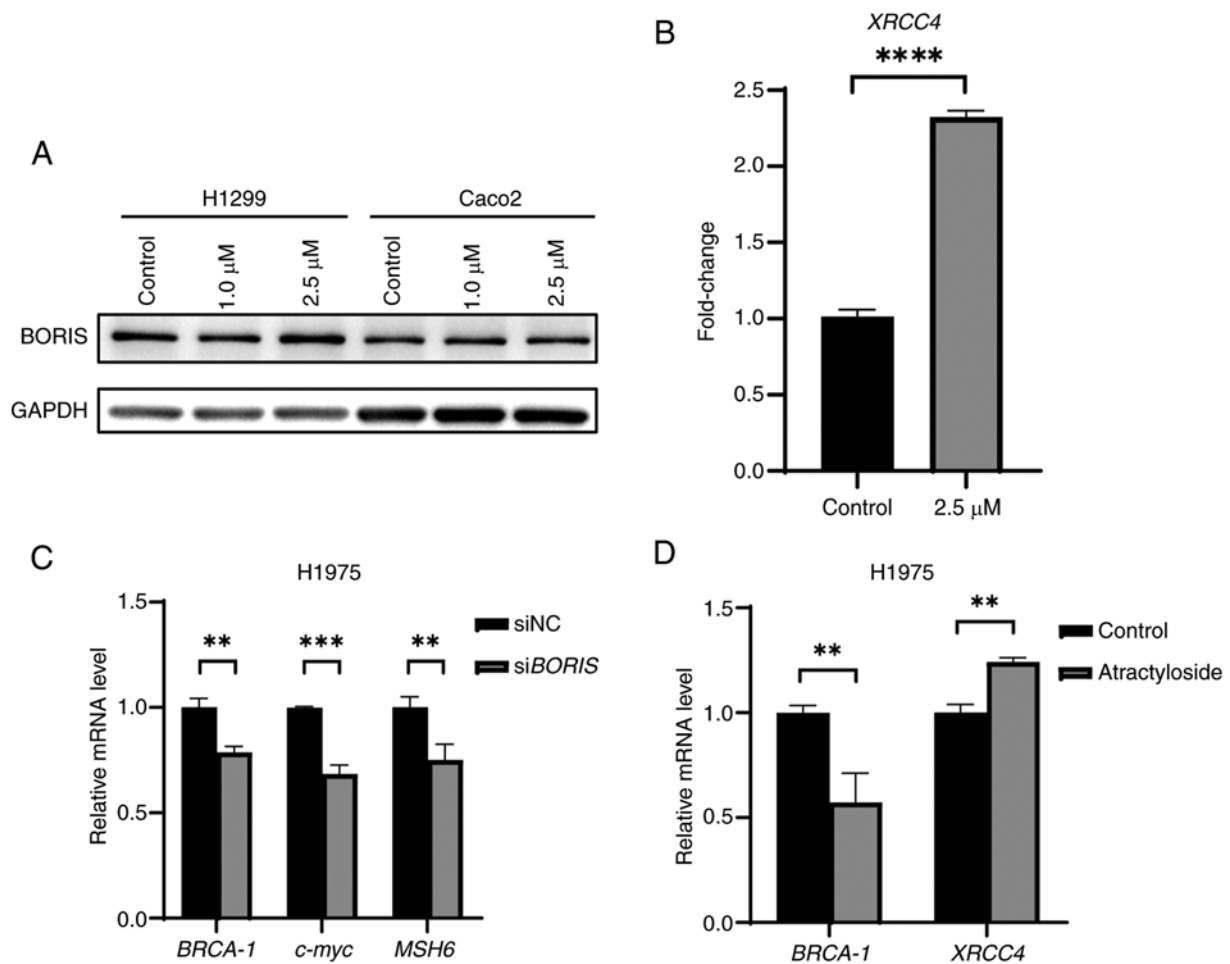 A
H1299
Caco2
Control
1.0 μM
2.5 μM
Control
1.0 μM
2.5 μM
BORIS
GAPDH
B
XRCC4
****
Fold-change
2.5
2.0
1.5
1.0
0.5
0.0
Control
2.5 μM
C
H1975
Relative mRNA level
1.5
1.0
0.5
0.0
**
***
**
siNC
siBORIS
BRCA-1
c-myc
MSH6
D
H1975
Relative mRNA level
1.5
1.0
0.5
0.0
**
**
Control
Atractyloside
BRCA-1
XRCC4